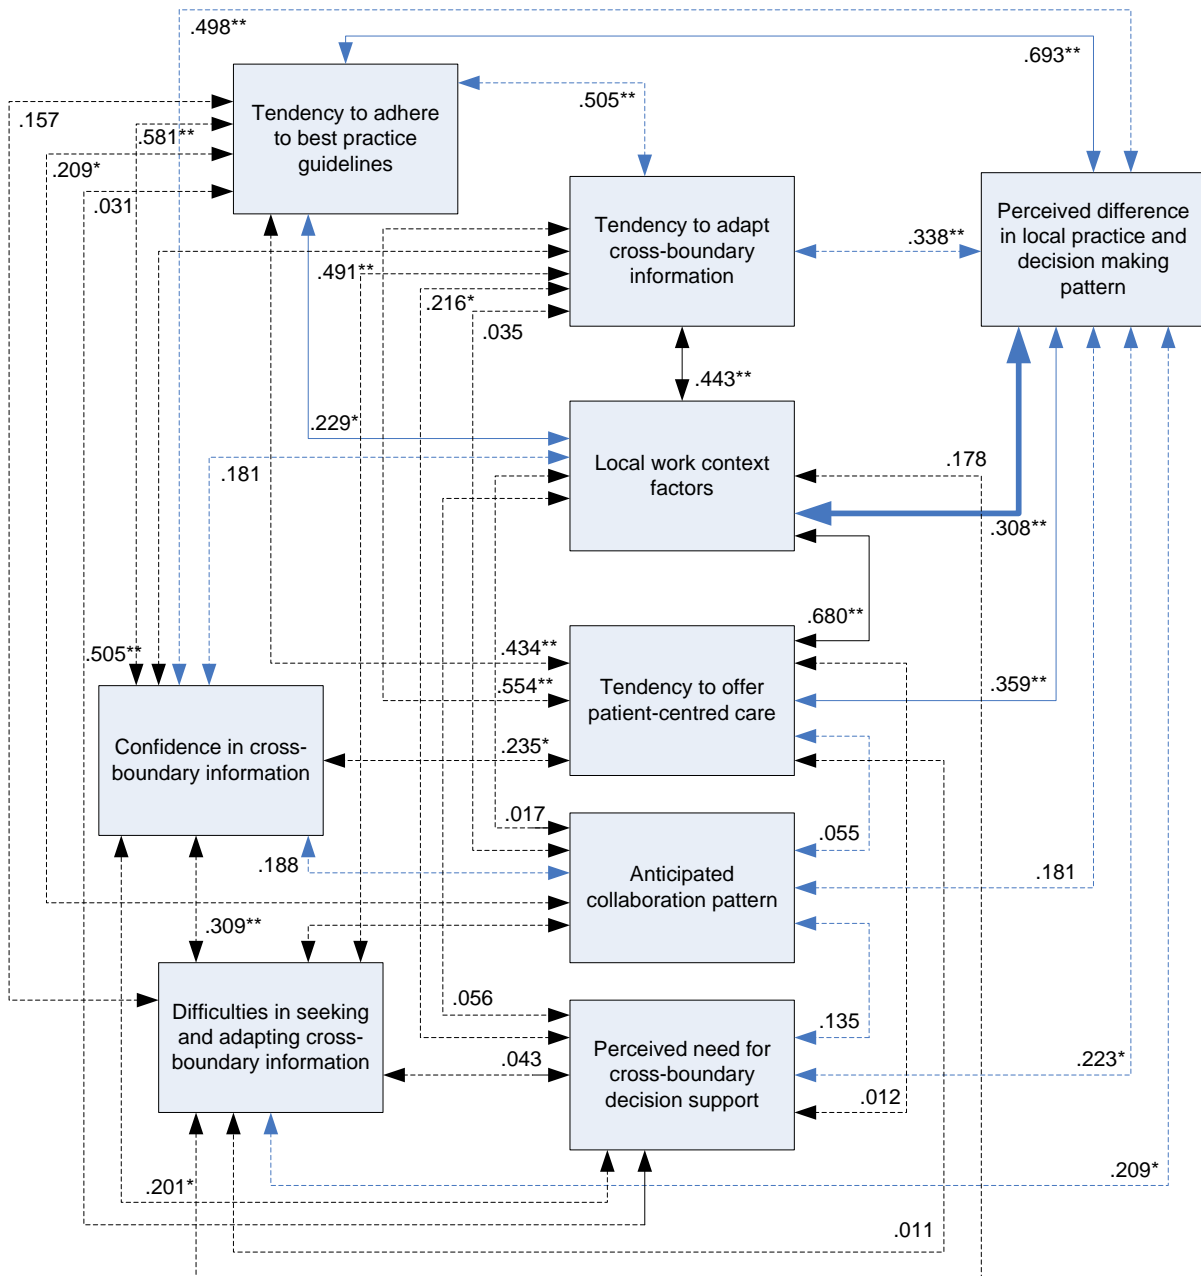 .498**
.693**
.505**
.157
.581**
.209*
.031
Tendency to adhere
to best practice
guidelines
Tendency to adapt
cross-boundary
information
.338**
Perceived difference
in local practice and
decision making
pattern
.491**
.216*
.035
.443**
.229*
.181
Local work context
factors
.178
.308**
.680**
.505**
.434**
.554**
.235*
Tendency to offer
patient-centred care
.359**
Confidence in cross-
boundary information
.017
.055
.188
Anticipated
collaboration pattern
.181
.309**
Difficulties in seeking
and adapting cross-
boundary information
.056
.043
Perceived need for
cross-boundary
decision support
.135
.012
.223*
.201*
.209*
.011